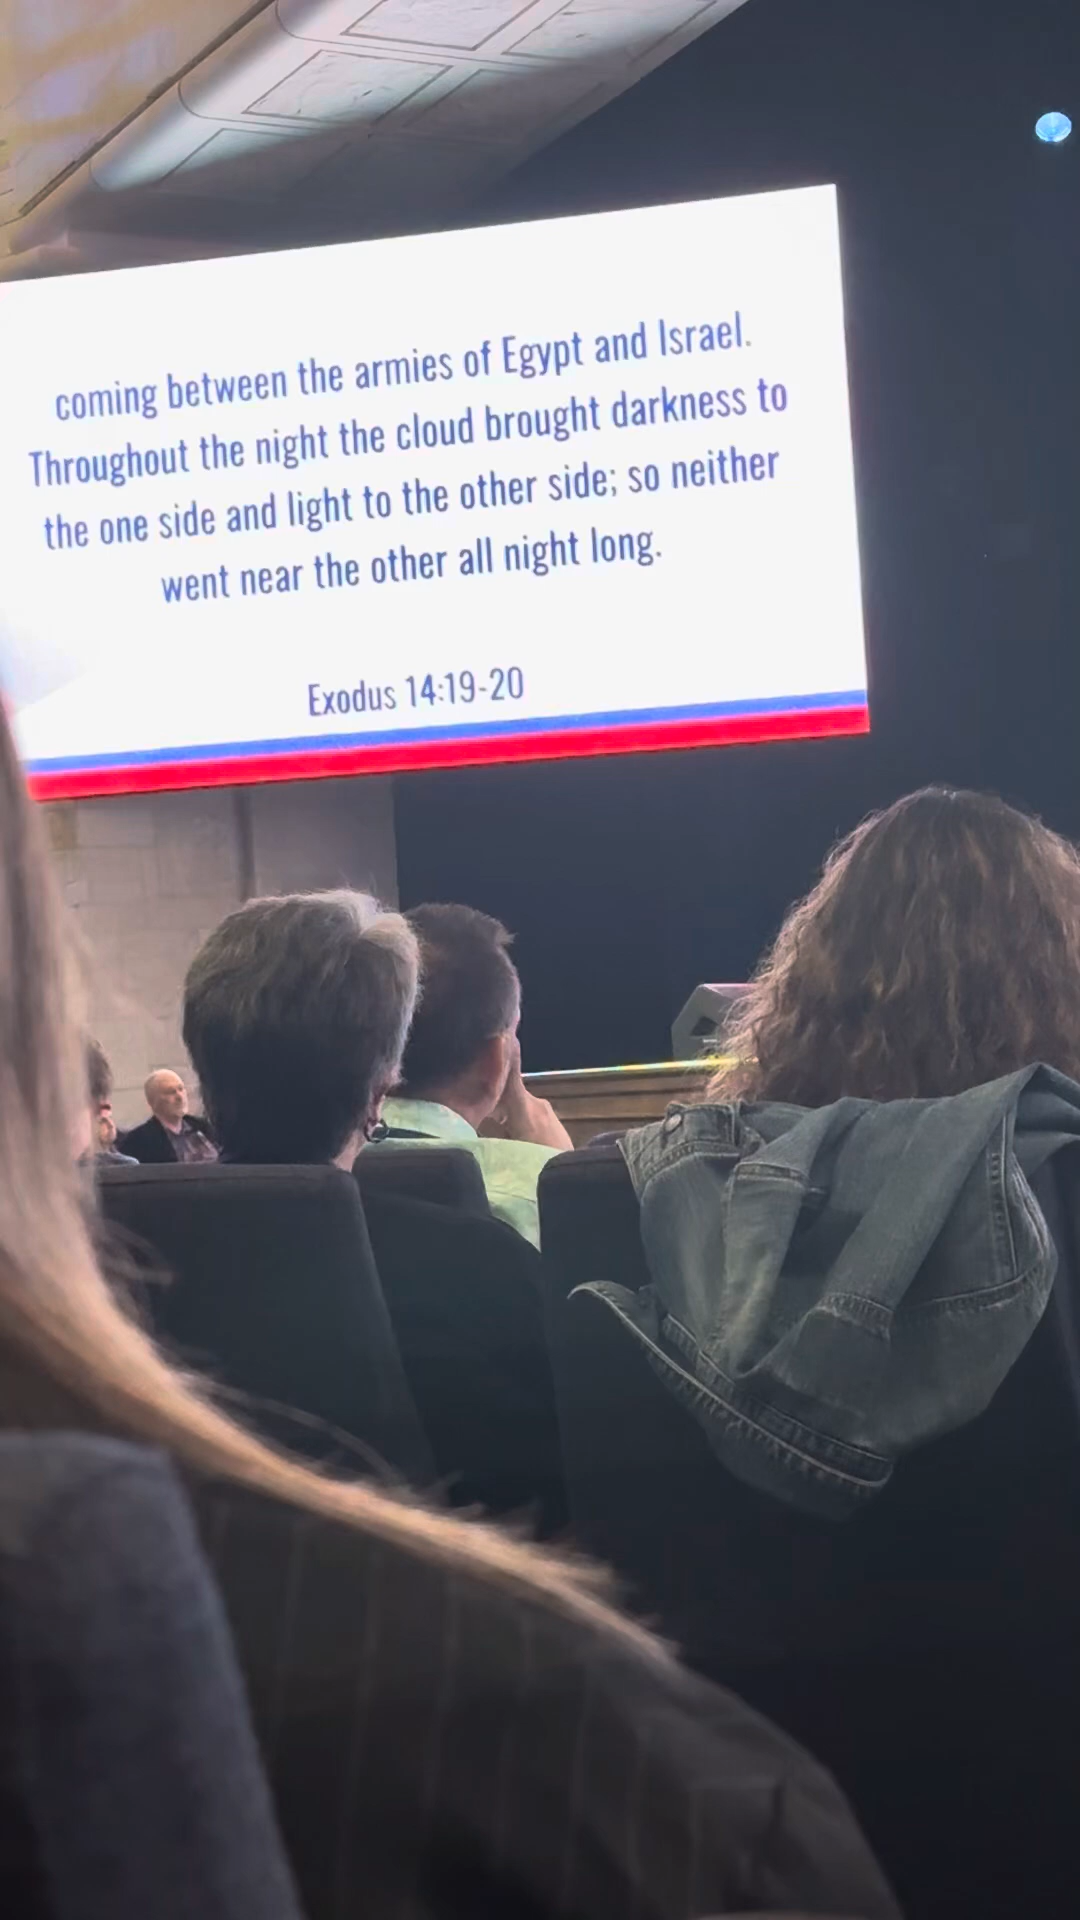 coming between the armies of Egypt and Israel.
Throughout the night the cloud brought darkness to
the one side and light to the other side; so neither
went near the other all night long.
Exodus 14:19-20